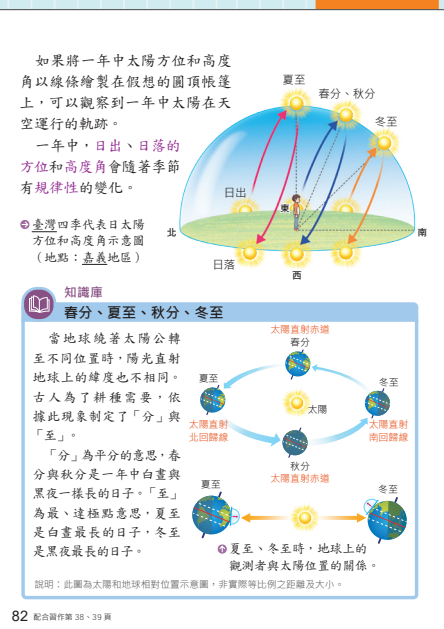 如果將一年中太陽方位和高度
角以線條繪製在假想的圓頂帳篷
上，可以觀察到一年中太陽在天
空運行的軌跡。
一年中，日出、日落的
方位和高度角會隨著季節
有規律性的變化。
臺灣四季代表日太陽
方位和高度角示意圖
（地點：嘉義地區）
夏至
春分、秋分
冬至
日出
東
北
南
日落
西
知識庫
春分、夏至、秋分、冬至
當地球繞著太陽公轉
至不同位置時，陽光直射
地球上的緯度也不相同。
古人為了耕種需要，依
據此現象制定了「分」與
「至」。
「分」為平分的意思，春
分與秋分是一年中白晝與
黑夜一樣長的日子。「至」
為最、達極點意思，夏至
是白晝最長的日子，冬至
是黑夜最長的日子。
太陽直射赤道
春分
夏至
冬至
太陽
太陽直射
北回歸線
太陽直射
南回歸線
秋分
太陽直射赤道
夏至
冬至
夏至、冬至時，地球上的
觀測者與太陽位置的關係。
說明：此圖為太陽和地球相對位置示意圖，非實際等比例之距離及大小。
82 配合習作第 38、39 頁